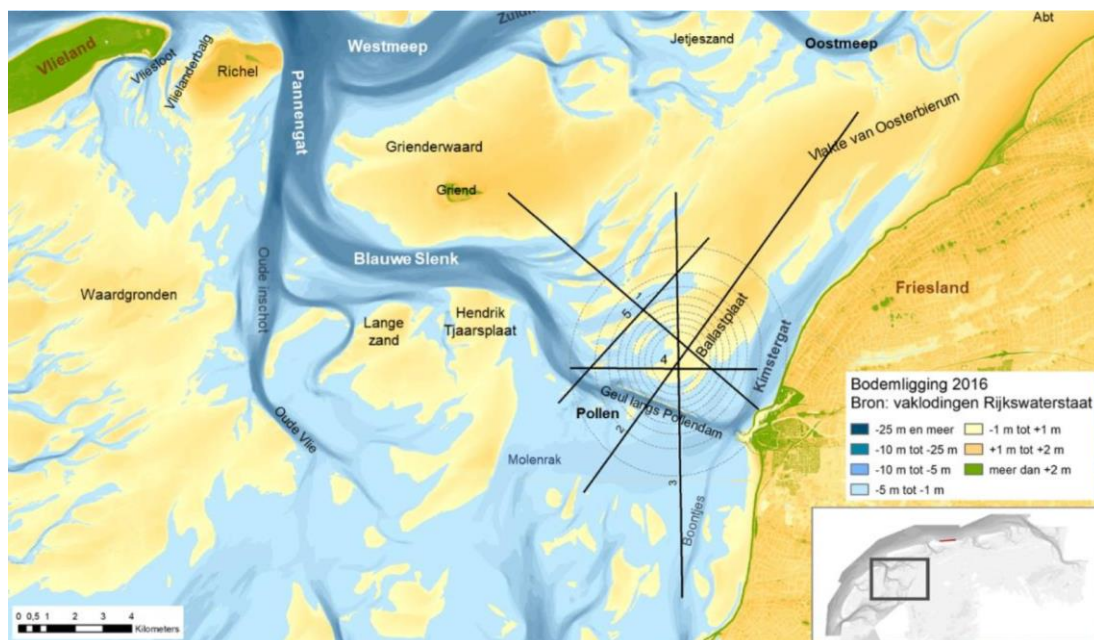 Vlieland
Vliesloot
Vlielanderbalg
Richel
Pannengat
Westmeep
Jetjeszand
Oostmeep
Abt
Vlakte van Oosterbierum
Grienderwaard
Griend
Blauwe Slenk
Oude inschot
Waardgronden
Lange
zand
Hendrik
Tjaarsplaat
Oude Vlie
1
5
4
Ballastplaat
Kimstergat
Friesland
Geul langs Pollendam
Pollen
2
Molenrak
3
Boontjes
Bodemligging 2016
Bron: vaklodingen Rijkswaterstaat
-25 m en meer
-10 m tot -25 m
-10 m tot -5 m
-5 m tot -1 m
-1 m tot +1 m
+1 m tot +2 m
meer dan +2 m
0 0,5 1 2 3 4
Kilometers